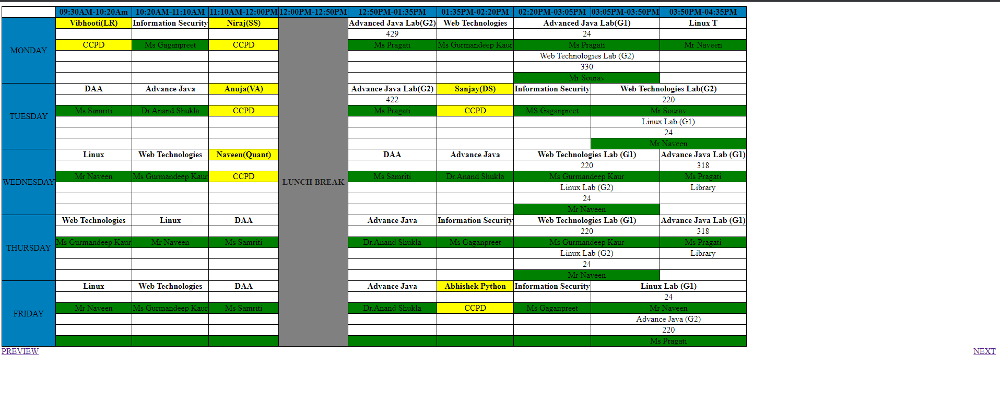 09:30AM-10:20Am 10:20AM-11:10AM 11:10AM-12:00PM 12:00PM-12:50PM 12:50PM-01:35PM 01:35PM-02:20PM 02:20PM-03:05PM 03:05PM-03:50PM 03:50PM-04:35PM
Vibhooti(LR) Information Security Niraj(SS) Advanced Java Lab(G2) Web Technologies Advanced Java Lab(G1) Linux T
429 24
MONDAY CCPD Ms Gaganpreet CCPD Ms Pragati Ms Gurmandeep Kaur Ms Pragati Mr Naveen
Web Technologies Lab (G2)
330
Mr Sourav
DAA Advance Java Anuja(VA) Advance Java Lab(G2) Sanjay(DS) Information Security Web Technologies Lab(G2)
422 220
TUESDAY Ms Samriti Dr.Anand Shukla CCPD Ms Pragati CCPD MS Gaganpreet Mr Sourav
Linux Lab (G1)
24
Mr Naveen
Linux Web Technologies Naveen(Quant) DAA Advance Java Web Technologies Lab (G1) Advance Java Lab (G1)
220 318
WEDNESDAY Mr Naveen Ms Gurmandeep Kaur CCPD LUNCH BREAK Ms Samriti Dr.Anand Shukla Ms Gurmandeep Kaur Ms Pragati
Linux Lab (G2) Library
24
Mr Naveen
Web Technologies Linux DAA Advance Java Information Security Web Technologies Lab (G1) Advance Java Lab (G1)
220 318
THURSDAY Ms Gurmandeep Kaur Mr Naveen Ms Samriti Dr.Anand Shukla Ms Gaganpreet Ms Gurmandeep Kaur Ms Pragati
Linux Lab (G2) Library
24
Mr Naveen
Linux Web Technologies DAA Advance Java Abhishek Python Information Security Linux Lab (G1)
24
FRIDAY Mr Naveen Ms Gurmandeep Kaur Ms Samriti Dr.Anand Shukla CCPD Ms Gaganpreet Mr Naveen
Advance Java (G2)
220
Ms Pragati
PREVIEW NEXT